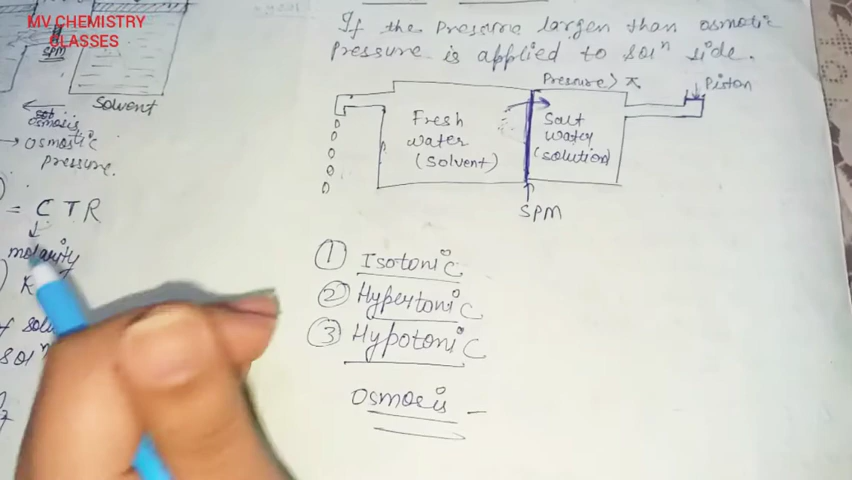 MV CHEMISTRY
CLASSES
SPM
Solvent
osmosis
→ osmotic
pressure.
= C T R
molarity
If the pressure larger than osmotic
pressure is applied to solⁿ side.
Pressure > π
Piston
Fresh
water
(solvent)
Salt
water
(solution)
SPM
① Isotonic
② Hypertonic
③ Hypotonic
Osmosis –